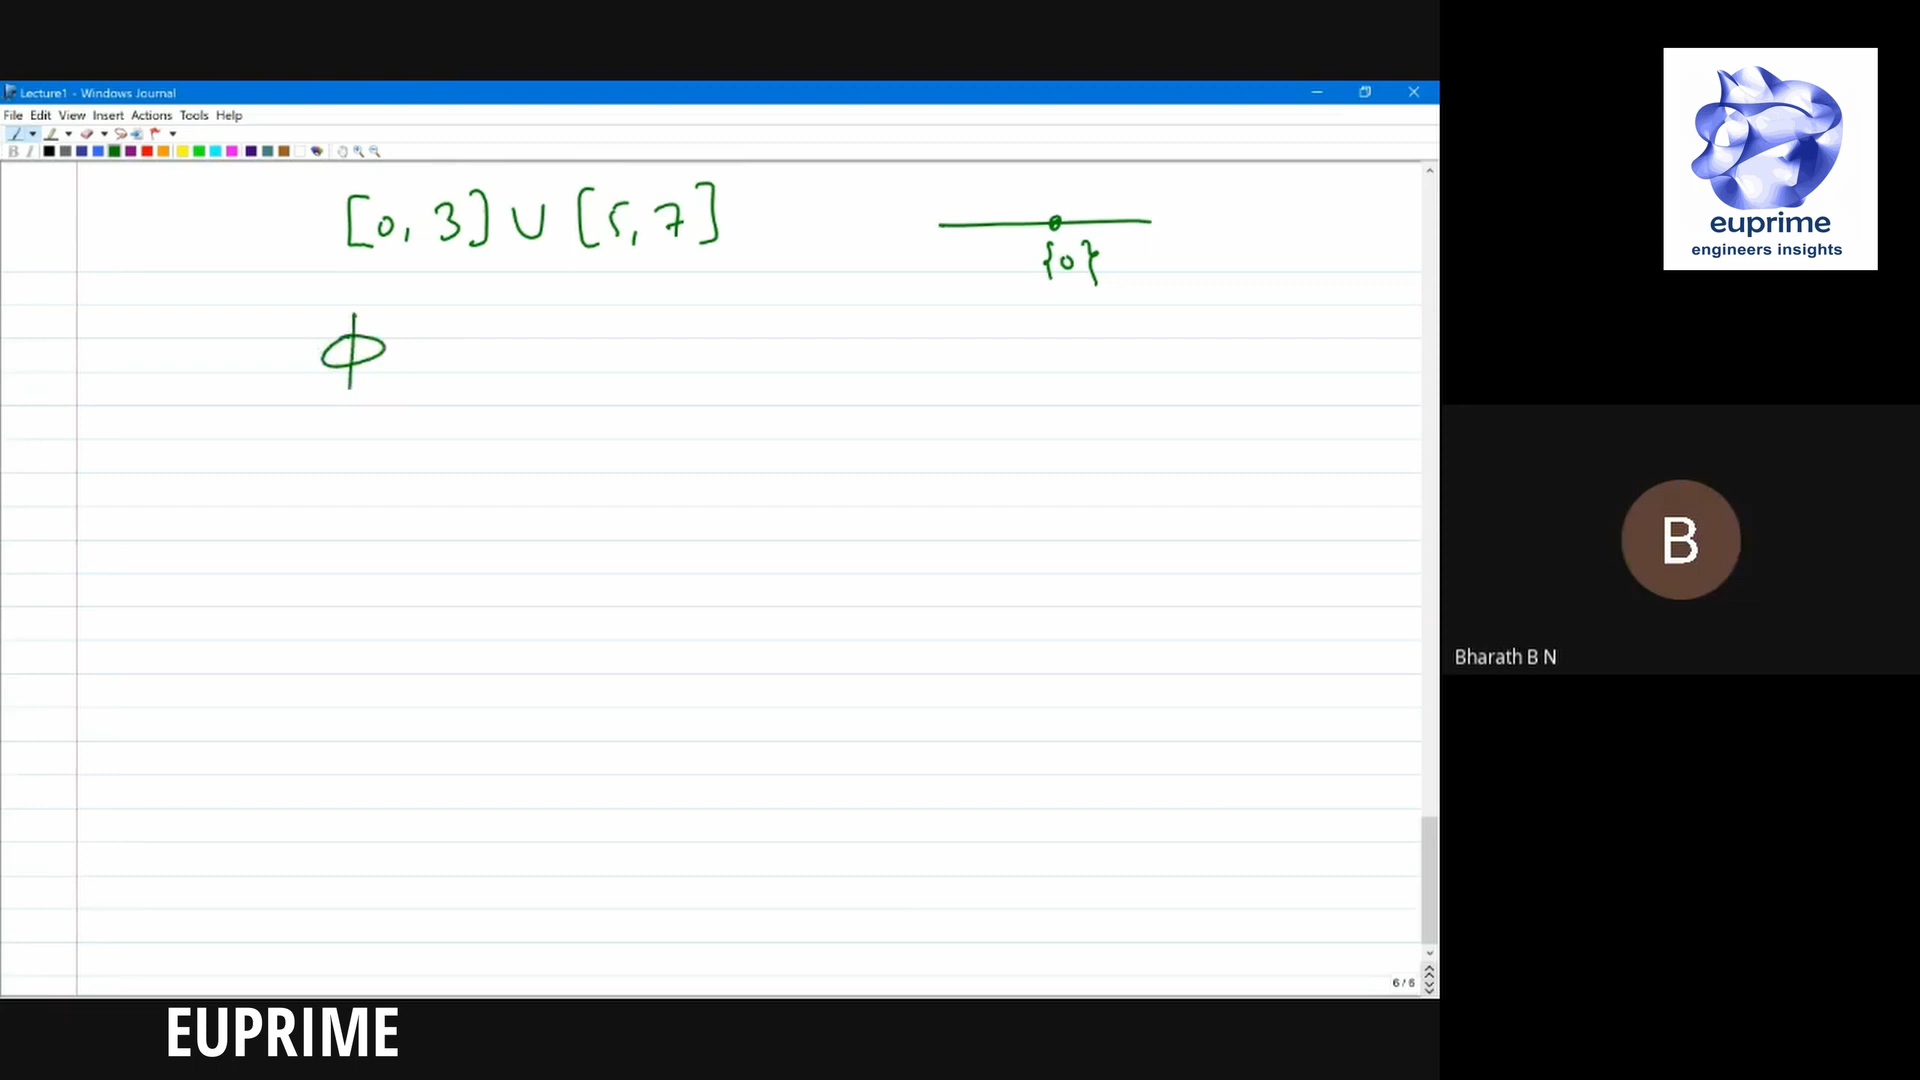 Lecture1 - Windows Journal
File Edit View Insert Actions Tools Help
B I
[0, 3] ∪ [5, 7]
{0}
ϕ
6 / 6
euprime
engineers insights
B
Bharath B N
EUPRIME